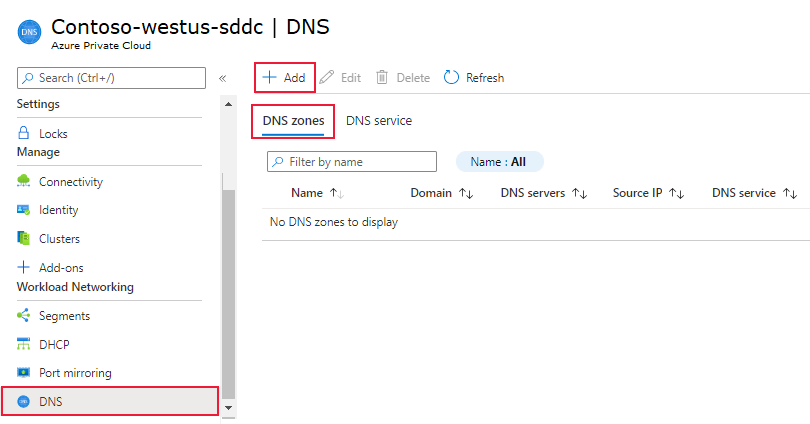 DNS
Contoso-westus-sddc | DNS
Azure Private Cloud
Search (Ctrl+/)
«
Settings
Locks
Manage
Connectivity
Identity
Clusters
Add-ons
Workload Networking
Segments
DHCP
Port mirroring
DNS
Add Edit Delete Refresh
DNS zones DNS service
Filter by name Name : All
Name ↑↓ Domain ↑↓ DNS servers ↑↓ Source IP ↑↓ DNS service ↑↓
No DNS zones to display